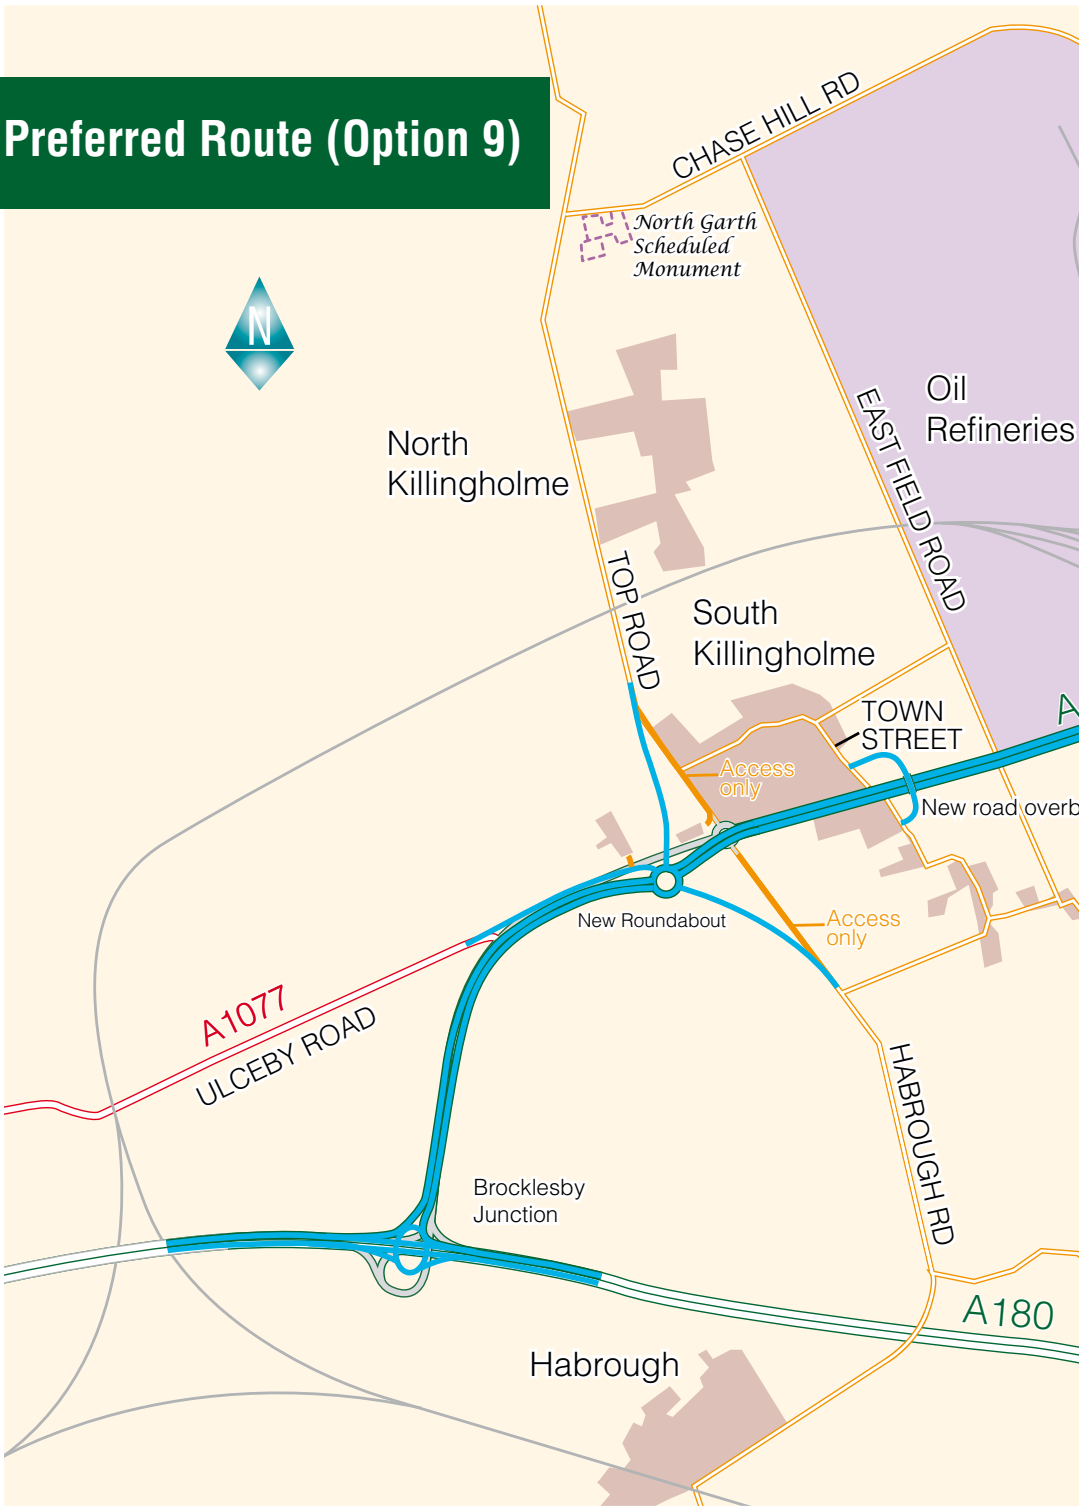 Preferred Route (Option 9)
CHASE HILL RD
North Garth
Scheduled
Monument
N
Oil
Refineries
North
Killingholme
EAST FIELD ROAD
TOP ROAD
South
Killingholme
TOWN
STREET
A
Access
only
New road overb
New Roundabout
Access
only
A1077
ULCEBY ROAD
HABROUGH RD
Brocklesby
Junction
A180
Habrough